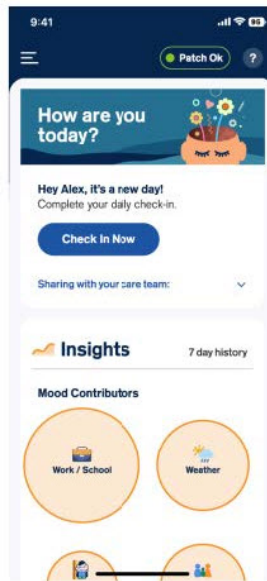 9:41
Patch Ok ?
How are you
today?
Hey Alex, it's a new day!
Complete your daily check-in.
Check In Now
Sharing with your care team:
Insights 7 day history
Mood Contributors
Work / School Weather